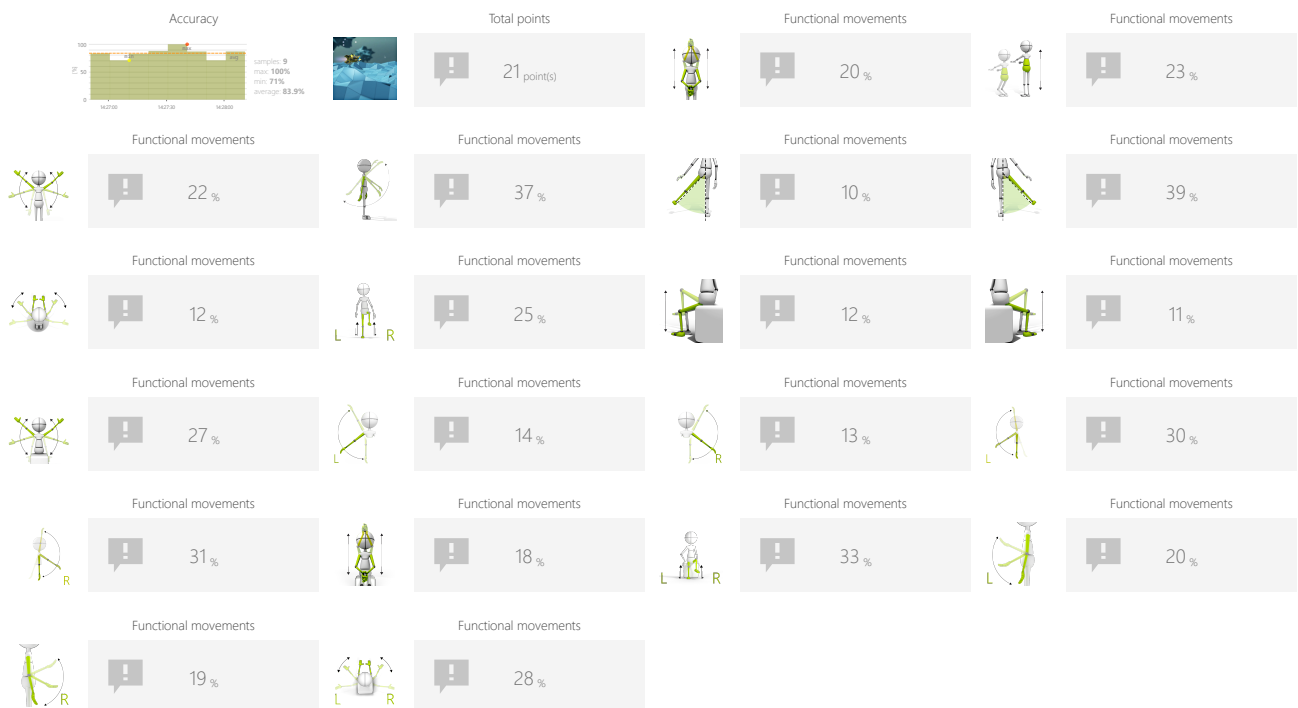 Accuracy
Total points
Functional movements
Functional movements
100
[%]
50
0
min
max
avg
14:27:00
14:27:30
14:28:00
samples: 9
max: 100%
min: 71%
average: 83.9%
21 point(s)
20 %
23 %
Functional movements
Functional movements
Functional movements
Functional movements
22 %
37 %
10 %
39 %
Functional movements
Functional movements
Functional movements
Functional movements
12 %
L R
25 %
12 %
11 %
Functional movements
Functional movements
Functional movements
Functional movements
27 %
L
14 %
R
13 %
L
30 %
Functional movements
Functional movements
Functional movements
Functional movements
R
31 %
18 %
L R
33 %
L
20 %
Functional movements
Functional movements
R
19 %
L R
28 %